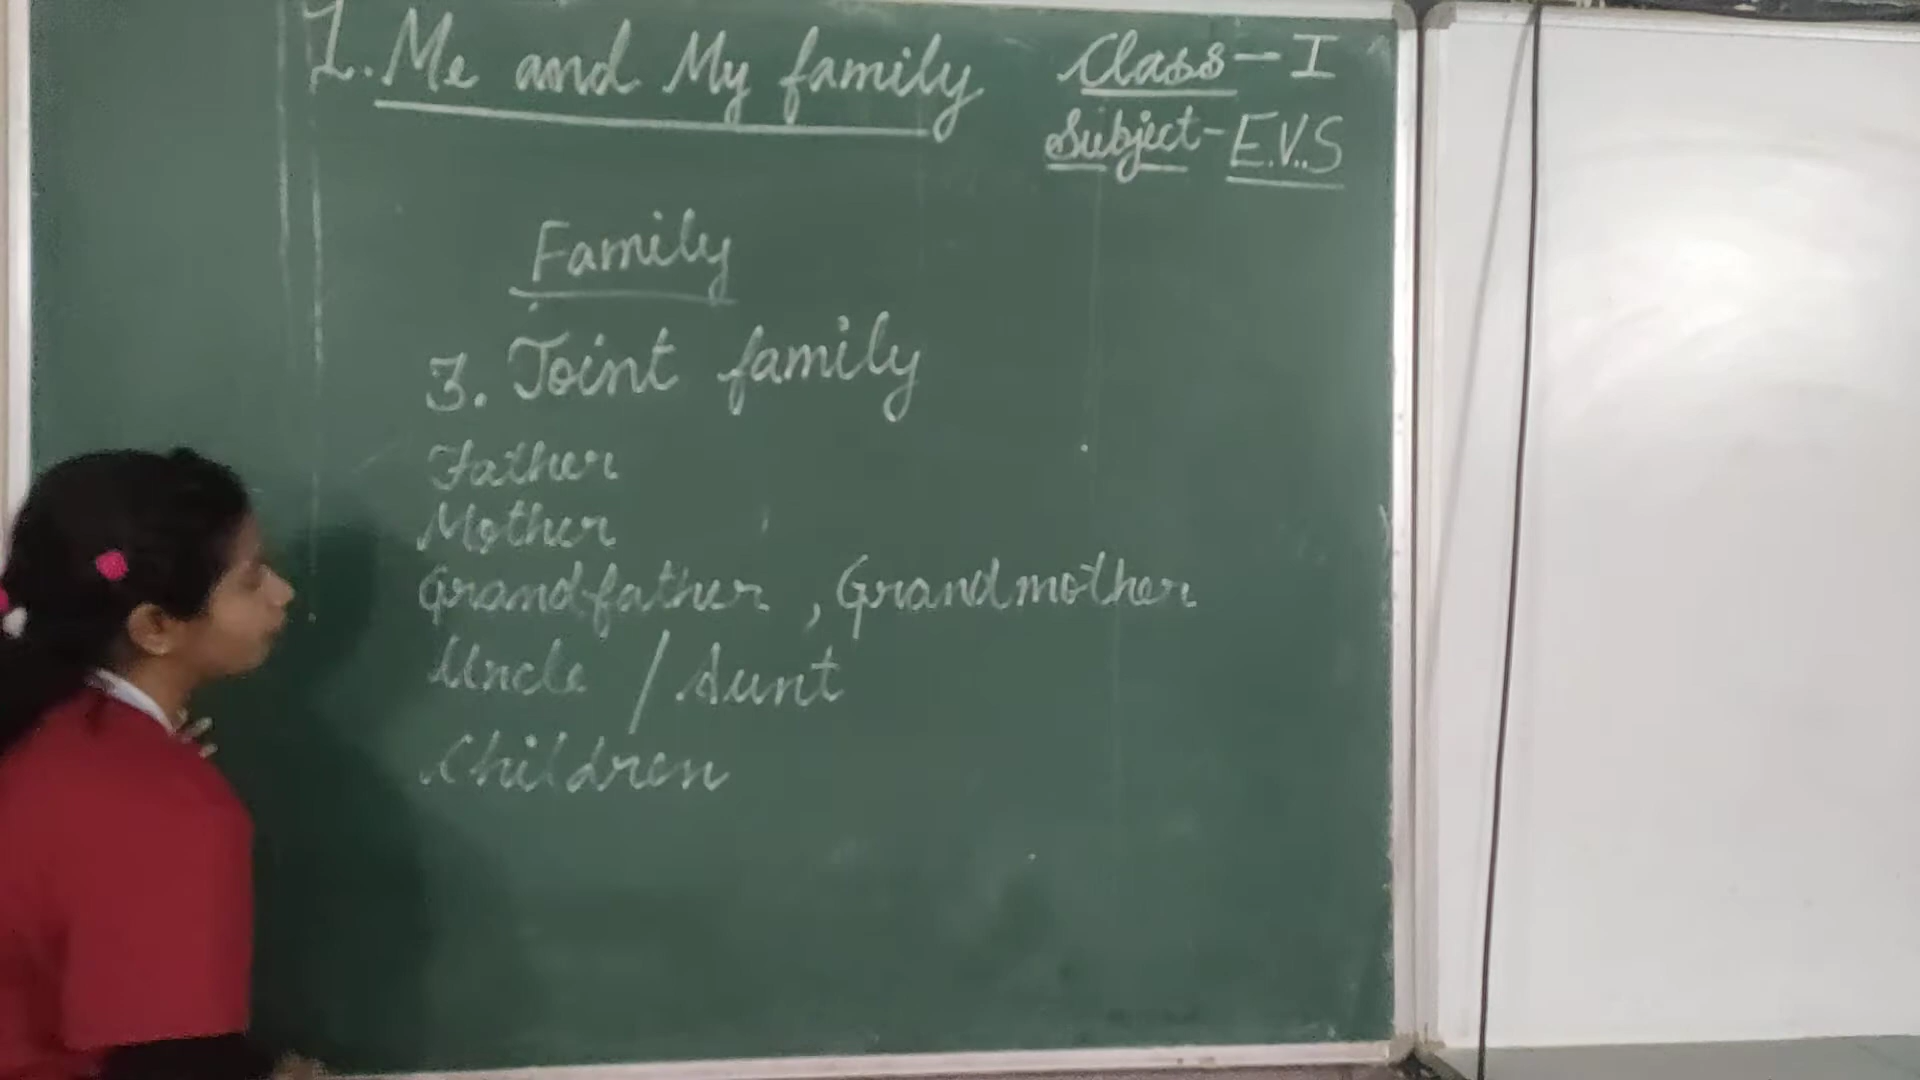 1. Me and My family
Class - I
Subject - E.V.S
Family
3. Joint family
Father
Mother
Grandfather, Grandmother
Uncle / Aunt
Children